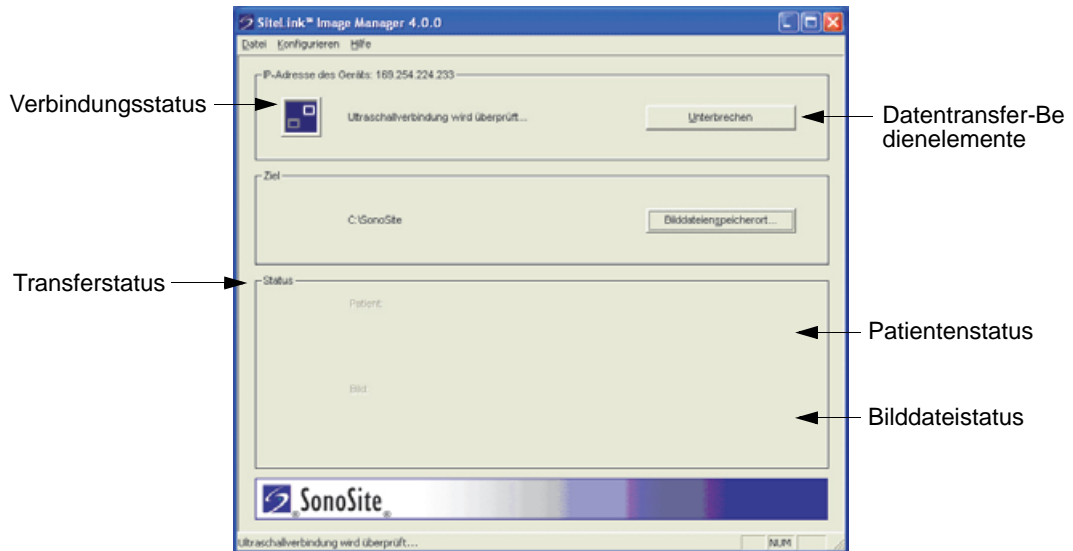 SiteLink™ Image Manager 4.0.0
Datei Konfigurieren Hilfe
IP-Adresse des Geräts: 169.254.224.233
Verbindungsstatus
Ultraschallverbindung wird überprüft...
Unterbrechen
Datentransfer-Be
dienelemente
Ziel
C:\SonoSite
Bilddateienspeicherort...
Transferstatus
Status
Patient:
Patientenstatus
Bild:
Bilddateistatus
SonoSite®
Ultraschallverbindung wird überprüft...
NUM